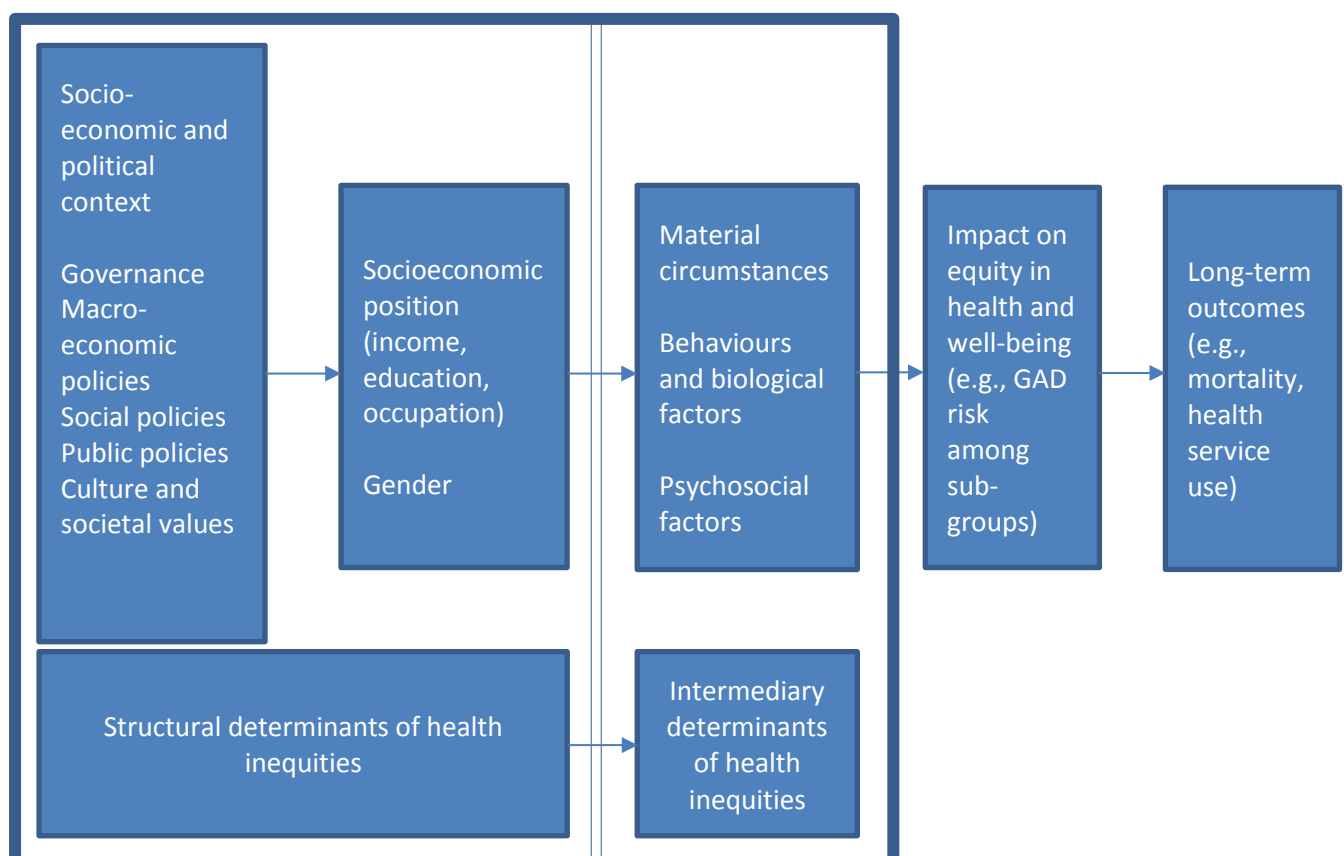 Socio-
economic and
political
context
Governance
Macro-
economic
policies
Social policies
Public policies
Culture and
societal values
Socioeconomic
position
(income,
education,
occupation)
Gender
Material
circumstances
Behaviours
and biological
factors
Psychosocial
factors
Impact on
equity in
health and
well-being
(e.g., GAD
risk
among
sub-
groups)
Long-term
outcomes
(e.g.,
mortality,
health
service
use)
Structural determinants of health
inequities
Intermediary
determinants
of health
inequities